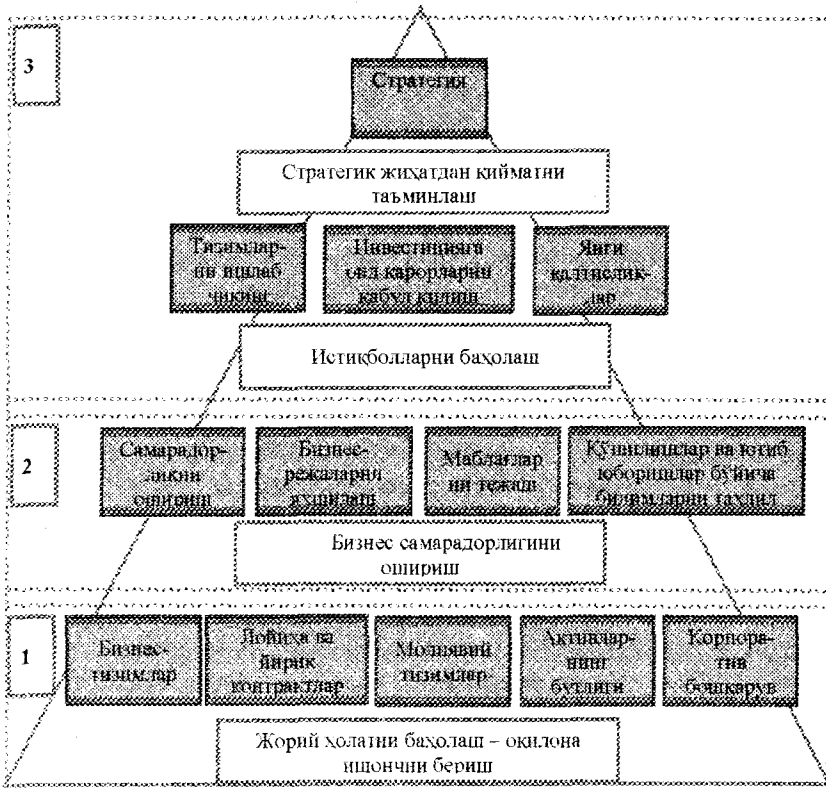 3
Стратегия
Стратегик жиҳатдан қийматни
таъминлаш
Тизимлар-
ни ишлаб
чиқиш
Инвестицияга
оид қарорларни
қабул қилиш
Янги
қалтислик-
лар
Истиқболларни баҳолаш
2
Самарадор-
ликни
ошириш
Бизнес-
режаларни
яхшилаш
Маблағлар
ни тежаш
Қўшилишлар ва ютиб
юборишлар бўйича
билимларни таҳлил
Бизнес самарадорлигини
ошириш
1
Бизнес-
тизимлар
Лойиҳа ва
йирик
контрактлар
Молиявий
тизимлар
Активлар-
нинг
бутлиги
Корпора-
тив
бошқарув
Жорий ҳолатни баҳолаш – оқилона
ишончни бериш